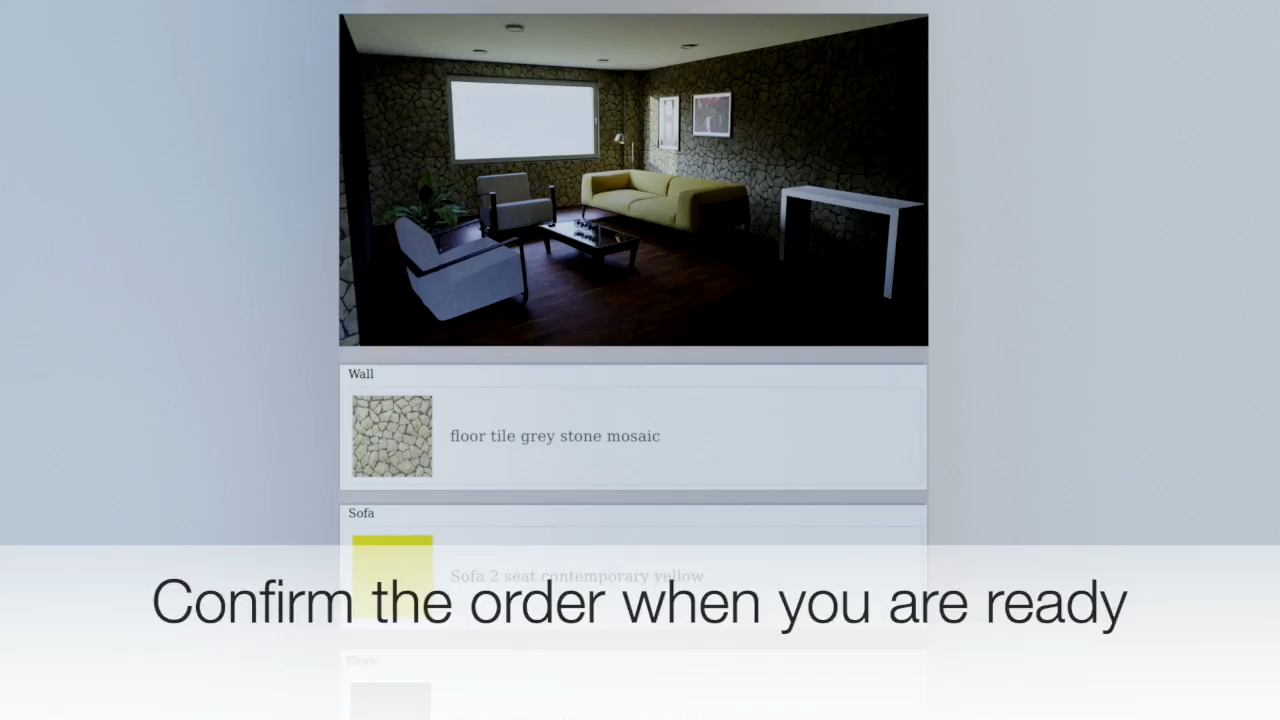 Wall
floor tile grey stone mosaic
Sofa
Sofa 2 seat contemporary yellow
Confirm the order when you are ready
Floor